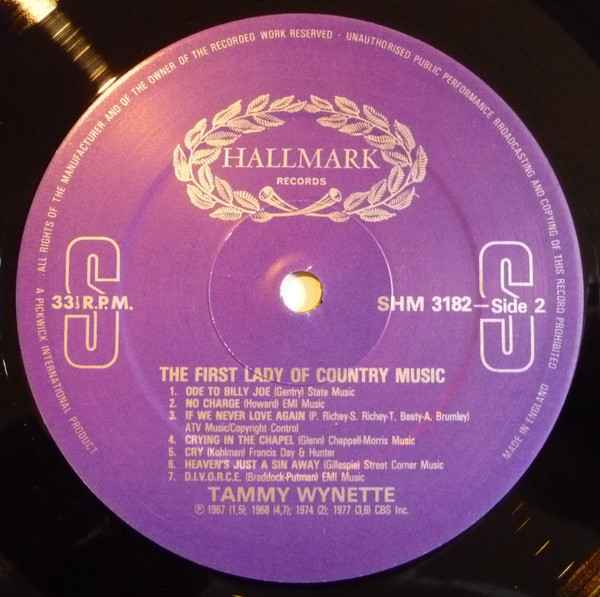 ALL RIGHTS OF THE MANUFACTURER AND OF THE OWNER OF THE RECORDED WORK RESERVED · UNAUTHORISED PUBLIC PERFORMANCE BROADCASTING AND COPYING OF THIS RECORD PROHIBITED
HALLMARK
RECORDS
S
33⅓ R.P.M.
S
SHM 3182—Side 2
THE FIRST LADY OF COUNTRY MUSIC
1. ODE TO BILLY JOE (Gentry) State Music
2. NO CHARGE (Howard) EMI Music
3. IF WE NEVER LOVE AGAIN (P. Richey-S. Richey-T. Beaty-A. Brumley)
ATV Music/Copyright Control
4. CRYING IN THE CHAPEL (Glenn) Chappell-Morris Music
5. CRY (Kohlman) Francis Day & Hunter
6. HEAVEN'S JUST A SIN AWAY (Gillespie) Street Corner Music
7. D.I.V.O.R.C.E. (Braddock-Putman) EMI Music
TAMMY WYNETTE
℗ 1967 (1,5); 1968 (4,7); 1974 (2); 1977 (3,6) CBS Inc.
A PICKWICK INTERNATIONAL PRODUCT
MADE IN ENGLAND